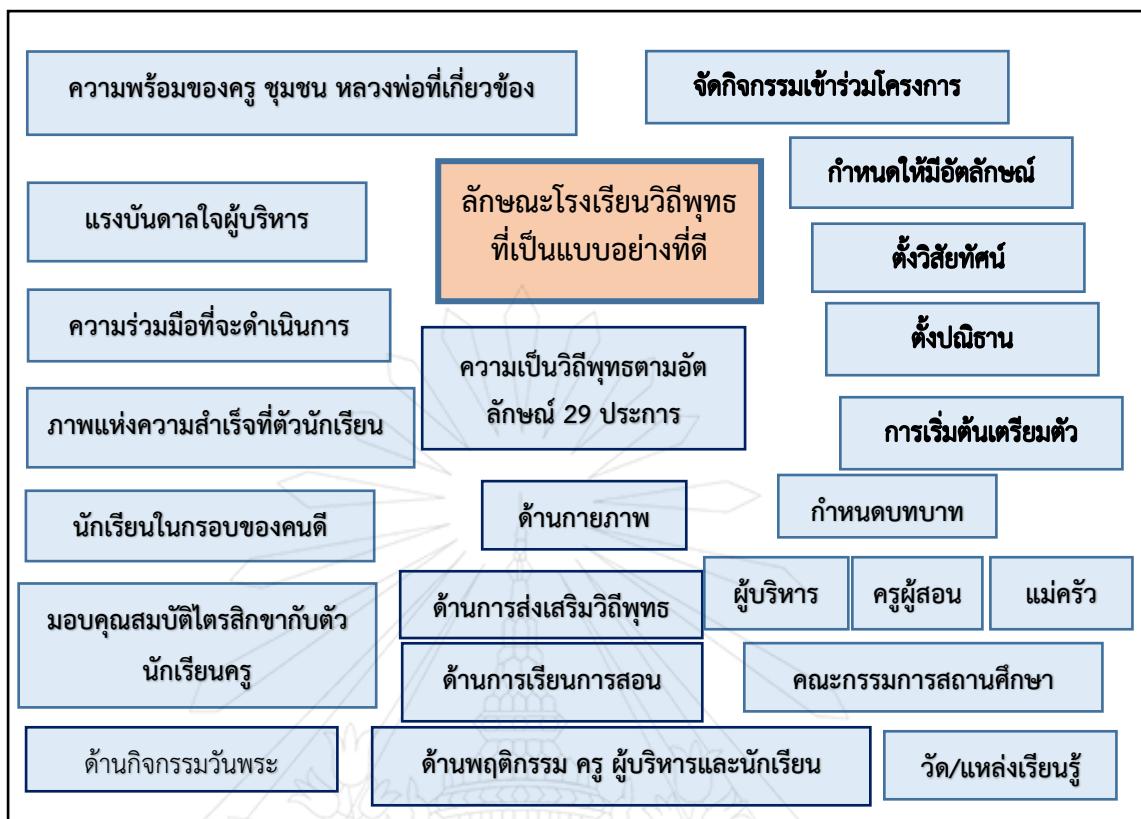 ความพร้อมของครู ชุมชน หลวงพ่อที่เกี่ยวข้อง
จัดกิจกรรมเข้าร่วมโครงการ
กำหนดให้มีอัตลักษณ์
ลักษณะโรงเรียนวิถีพุทธ
ที่เป็นแบบอย่างที่ดี
แรงบันดาลใจผู้บริหาร
ตั้งวิสัยทัศน์
ความร่วมมือที่จะดำเนินการ
ตั้งปณิธาน
ความเป็นวิถีพุทธตามอัต
ลักษณ์ 29 ประการ
ภาพแห่งความสำเร็จที่ตัวนักเรียน
การเริ่มต้นเตรียมตัว
นักเรียนในกรอบของคนดี
ด้านกายภาพ
กำหนดบทบาท
มอบคุณสมบัติไตรสิกขากับตัว
นักเรียนครู
ด้านการส่งเสริมวิถีพุทธ
ผู้บริหาร
ครูผู้สอน
แม่ครัว
ด้านการเรียนการสอน
คณะกรรมการสถานศึกษา
ด้านกิจกรรมวันพระ
ด้านพฤติกรรม ครู ผู้บริหารและนักเรียน
วัด/แหล่งเรียนรู้